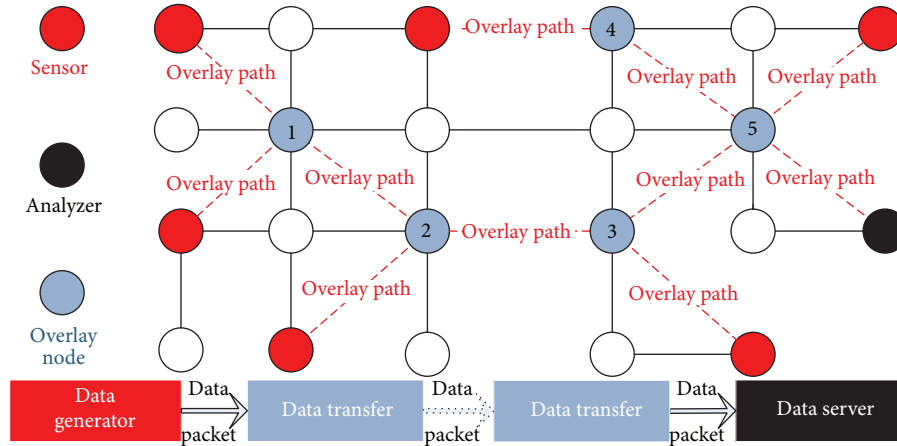 Sensor
Analyzer
Overlay
node
Overlay path
4
Overlay path
Overlay path
Overlay path
1
5
Overlay path
Overlay path
Overlay path
Overlay path
2
Overlay path
3
Overlay path
Overlay path
Data
generator
Data
packet
Data transfer
Data
packet
Data transfer
Data
packet
Data server